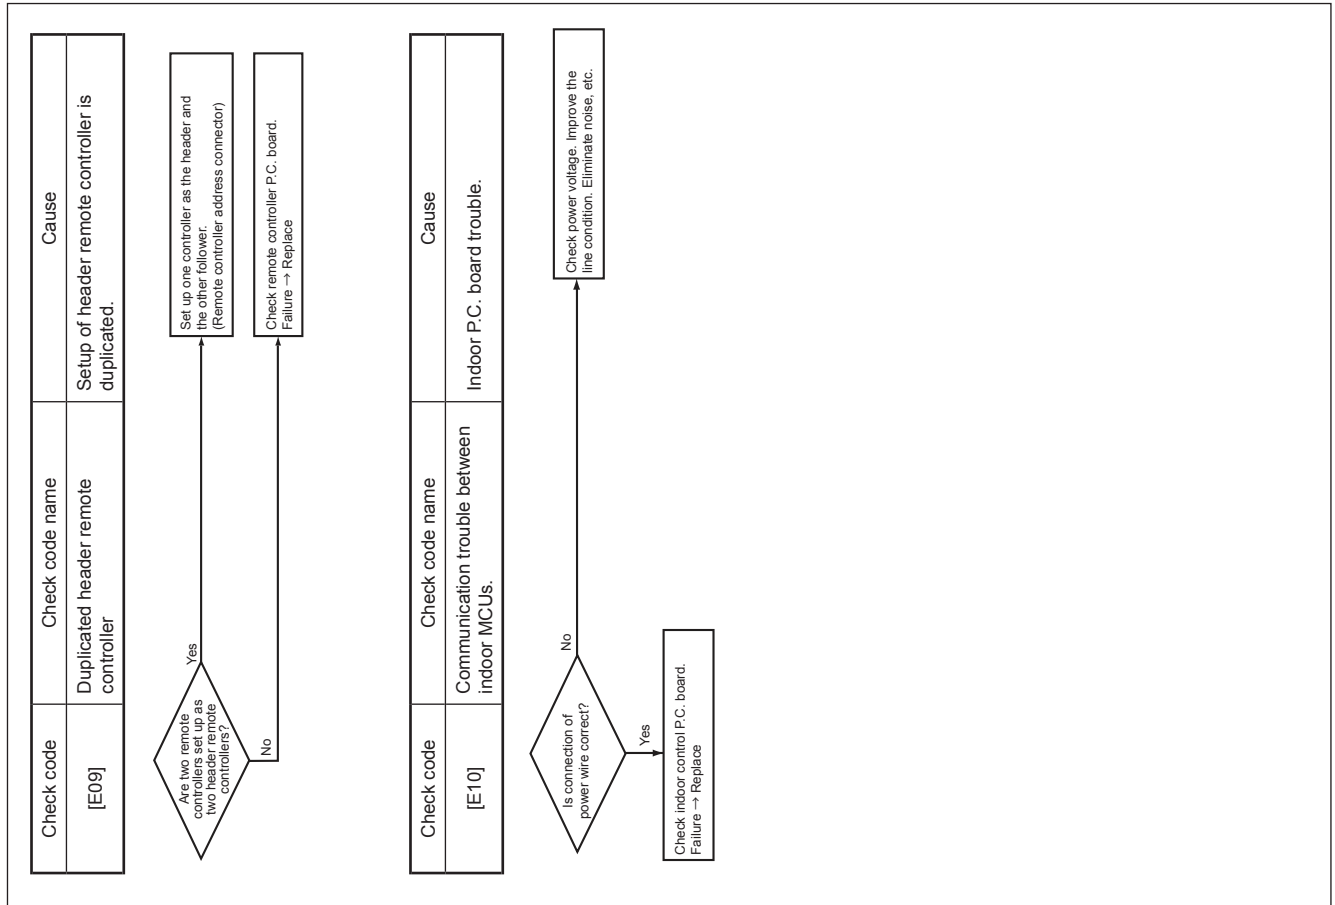 Check code
Check code name
Cause
[E09]
Duplicated header remote
controller
Setup of header remote controller is
duplicated.
Are two remote
controllers set up as
two header remote
controllers?
Yes
Set up one controller as the header and
the other follower.
(Remote controller address connector)
No
Check remote controller P.C. board.
Failure → Replace
Check code
Check code name
Cause
[E10]
Communication trouble between
indoor MCUs.
Indoor P.C. board trouble.
Is connection of
power wire correct?
No
Check power voltage. Improve the
line condition. Eliminate noise, etc.
Yes
Check indoor control P.C. board.
Failure → Replace